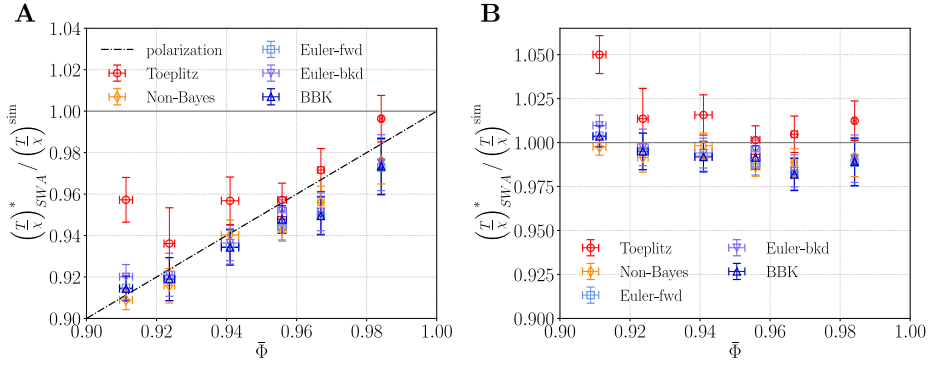 A
B
1.04
1.02
1.00
0.98
0.96
0.94
0.92
0.90
(T/χ)*_SWA / (T/χ)^sim
polarization
Toeplitz
Non-Bayes
Euler-fwd
Euler-bkd
BBK
0.90 0.92 0.94 0.96 0.98 1.00
Φ̄
1.050
1.025
1.000
0.975
0.950
0.925
0.900
(T/χ)*_SWA / (T/χ)^sim
Toeplitz
Non-Bayes
Euler-fwd
Euler-bkd
BBK
0.90 0.92 0.94 0.96 0.98 1.00
Φ̄